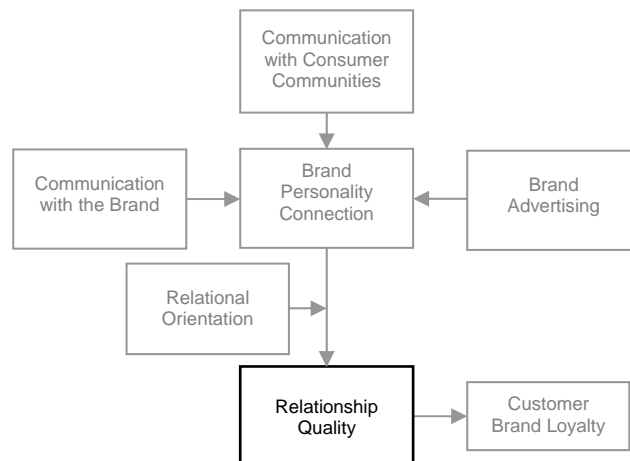 Communication
with Consumer
Communities
Communication
with the Brand
Brand
Personality
Connection
Brand
Advertising
Relational
Orientation
Relationship
Quality
Customer
Brand Loyalty